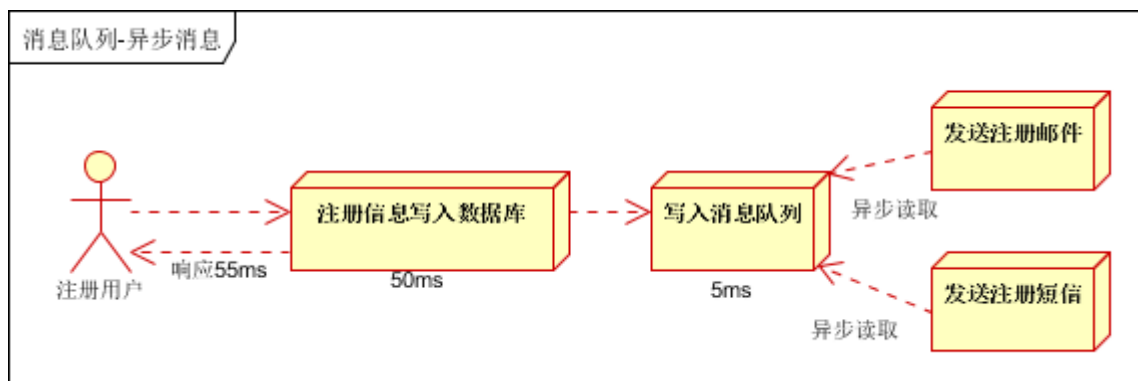 消息队列-异步消息
发送注册邮件
注册信息写入数据库
写入消息队列
异步读取
响应55ms
50ms
5ms
注册用户
发送注册短信
异步读取